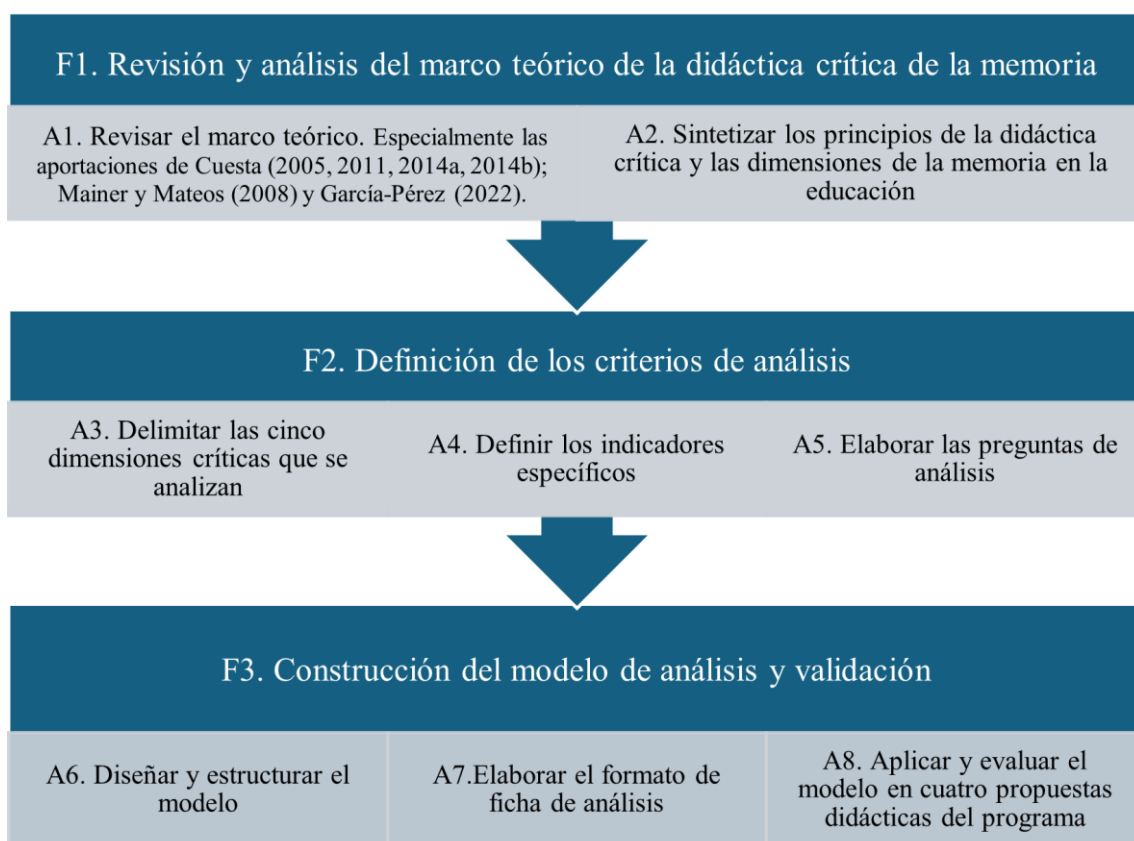 F1. Revisión y análisis del marco teórico de la didáctica crítica de la memoria
A1. Revisar el marco teórico. Especialmente las
aportaciones de Cuesta (2005, 2011, 2014a, 2014b);
Mainer y Mateos (2008) y García-Pérez (2022).
A2. Sintetizar los principios de la didáctica
crítica y las dimensiones de la memoria en la
educación
F2. Definición de los criterios de análisis
A3. Delimitar las cinco
dimensiones críticas que se
analizan
A4. Definir los indicadores
específicos
A5. Elaborar las preguntas de
análisis
F3. Construcción del modelo de análisis y validación
A6. Diseñar y estructurar el
modelo
A7.Elaborar el formato de
ficha de análisis
A8. Aplicar y evaluar el
modelo en cuatro propuestas
didácticas del programa